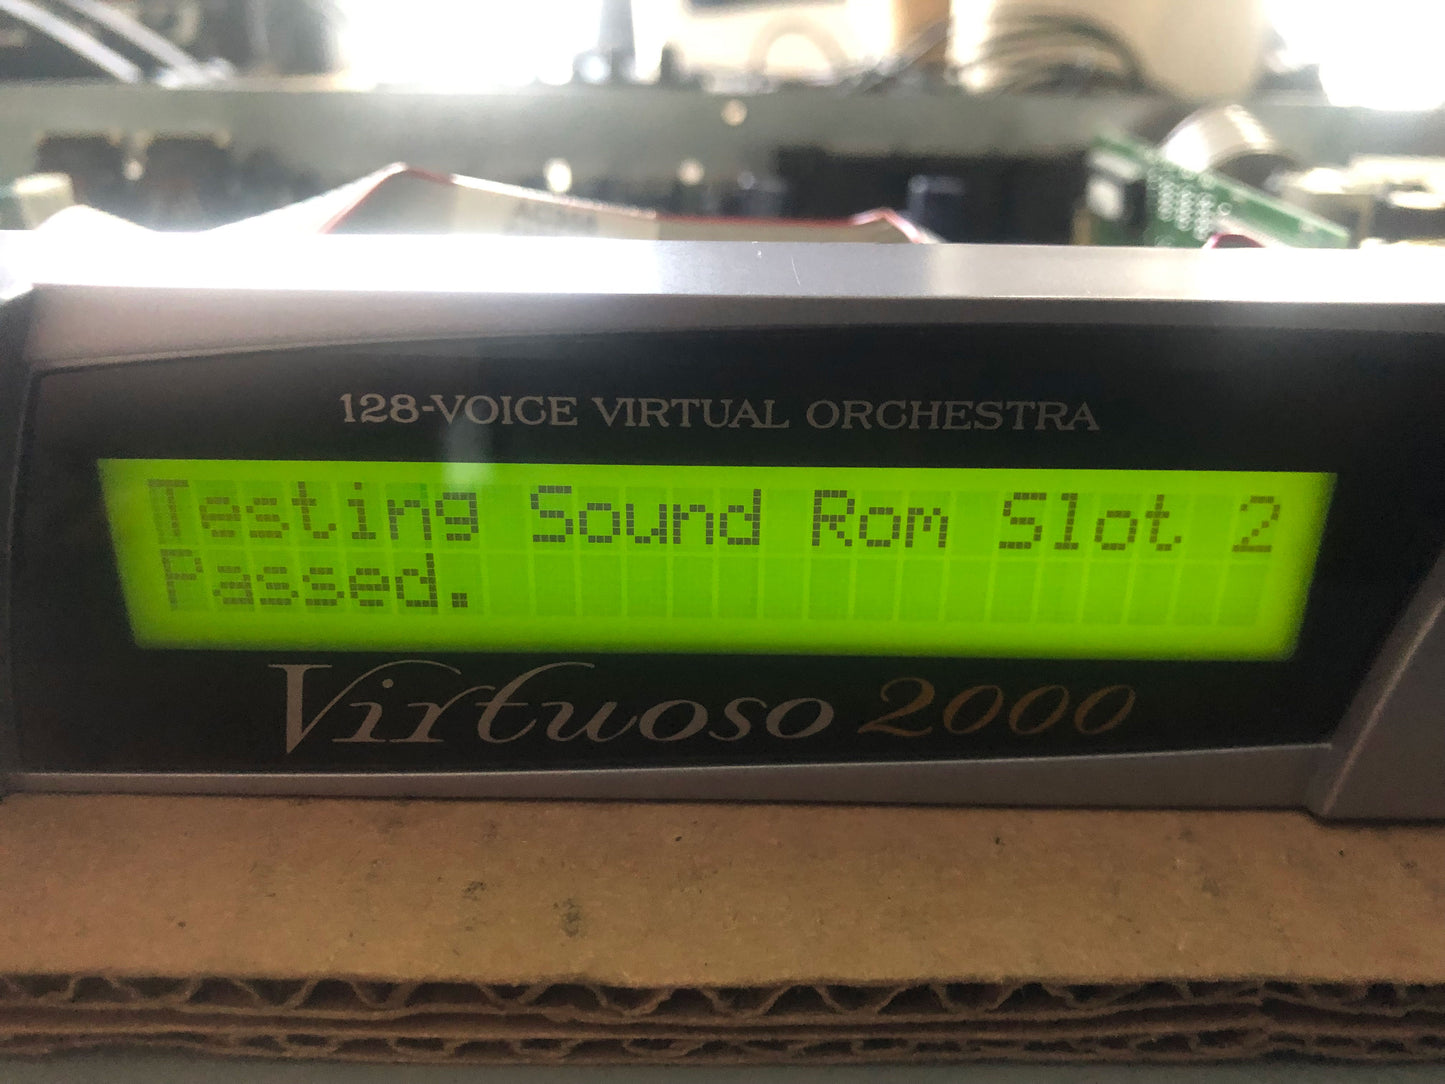 128-VOICE VIRTUAL ORCHESTRA
Testing Sound Rom Slot 2
Passed.
Virtuoso 2000